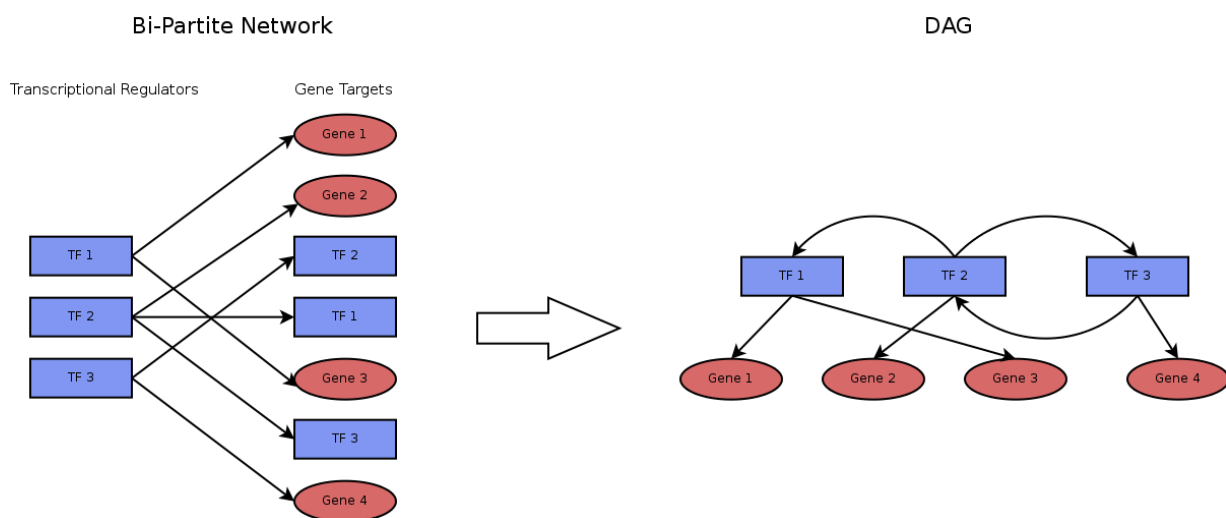 Bi-Partite Network
Transcriptional Regulators
Gene Targets
Gene 1
Gene 2
TF 1
TF 2
TF 2
TF 1
TF 3
Gene 3
TF 3
Gene 4
DAG
TF 1
TF 2
TF 3
Gene 1
Gene 2
Gene 3
Gene 4